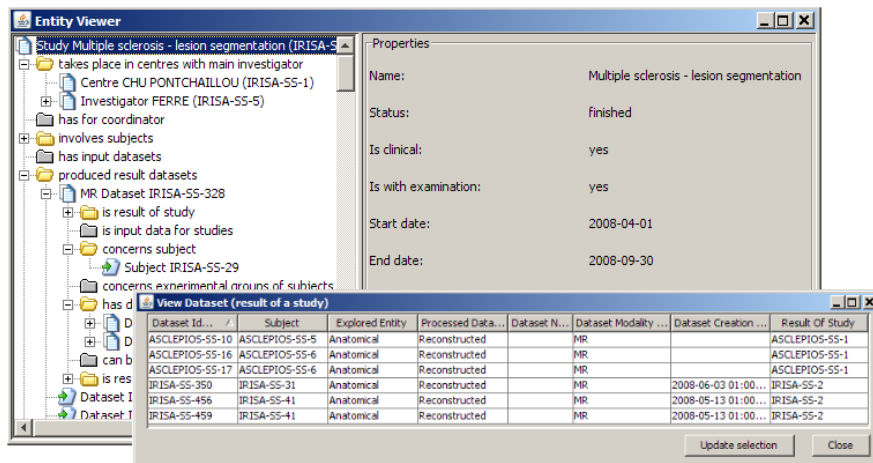 Entity Viewer
Study Multiple sclerosis - lesion segmentation (IRISA-S
takes place in centres with main investigator
Centre CHU PONTCHAILLOU (IRISA-SS-1)
Investigator FERRE (IRISA-SS-5)
has for coordinator
involves subjects
has input datasets
produced result datasets
MR Dataset IRISA-SS-328
is result of study
is input data for studies
concerns subject
Subject IRISA-SS-29
concerns experimental groups of subjects
has d
D
D
can b
is res
Dataset I
Dataset I
Properties
Name: Multiple sclerosis - lesion segmentation
Status: finished
Is clinical: yes
Is with examination: yes
Start date: 2008-04-01
End date: 2008-09-30
View Dataset (result of a study)
Dataset Id... Subject Explored Entity Processed Data... Dataset N... Dataset Modality ... Dataset Creation ... Result Of Study
ASCLEPIOS-SS-10 ASCLEPIOS-SS-5 Anatomical Reconstructed MR ASCLEPIOS-SS-1
ASCLEPIOS-SS-16 ASCLEPIOS-SS-6 Anatomical Reconstructed MR ASCLEPIOS-SS-1
ASCLEPIOS-SS-17 ASCLEPIOS-SS-6 Anatomical Reconstructed MR ASCLEPIOS-SS-1
IRISA-SS-350 IRISA-SS-31 Anatomical Reconstructed MR 2008-06-03 01:00... IRISA-SS-2
IRISA-SS-456 IRISA-SS-41 Anatomical Reconstructed MR 2008-05-13 01:00... IRISA-SS-2
IRISA-SS-459 IRISA-SS-41 Anatomical Reconstructed MR 2008-05-13 01:00... IRISA-SS-2
Update selection Close